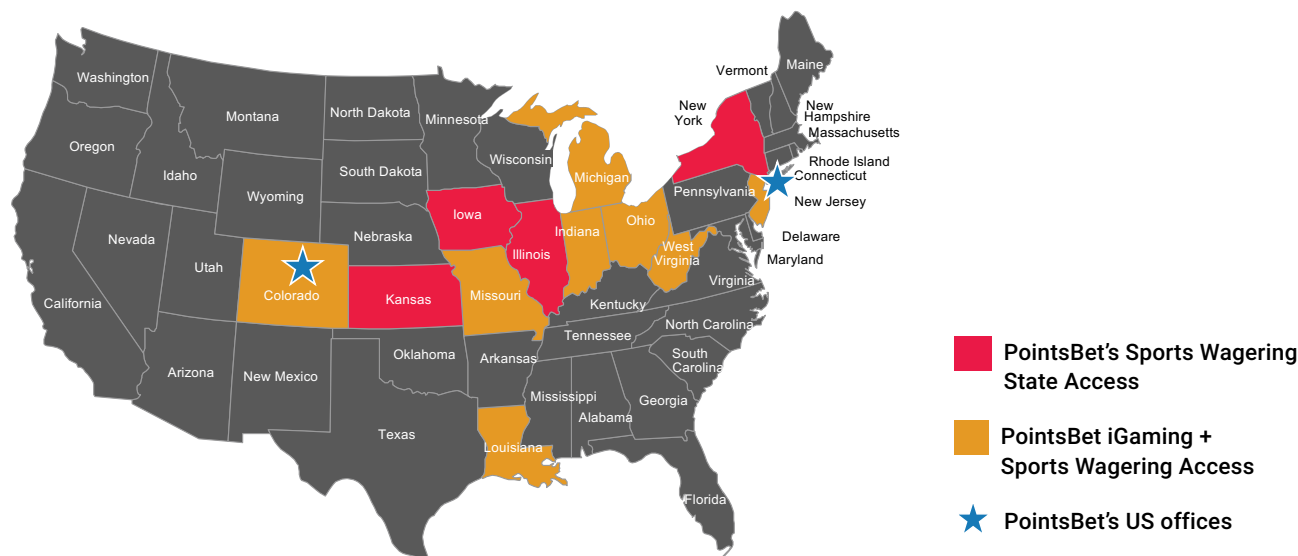 Washington
Montana
North Dakota
Minnesota
Vermont
Maine
New
York
New
Hampshire
Massachusetts
Oregon
Idaho
South Dakota
Wisconsin
Michigan
Rhode Island
Connecticut
Wyoming
Pennsylvania
New Jersey
Nevada
Nebraska
Iowa
Illinois
Indiana
Ohio
West
Virginia
Delaware
Maryland
Utah
Colorado
California
Kansas
Missouri
Kentucky
Virginia
Arizona
New Mexico
Oklahoma
Arkansas
Tennessee
North Carolina
South
Carolina
Texas
Louisiana
Mississippi
Alabama
Georgia
Florida
PointsBet’s Sports Wagering
State Access
PointsBet iGaming +
Sports Wagering Access
PointsBet’s US offices